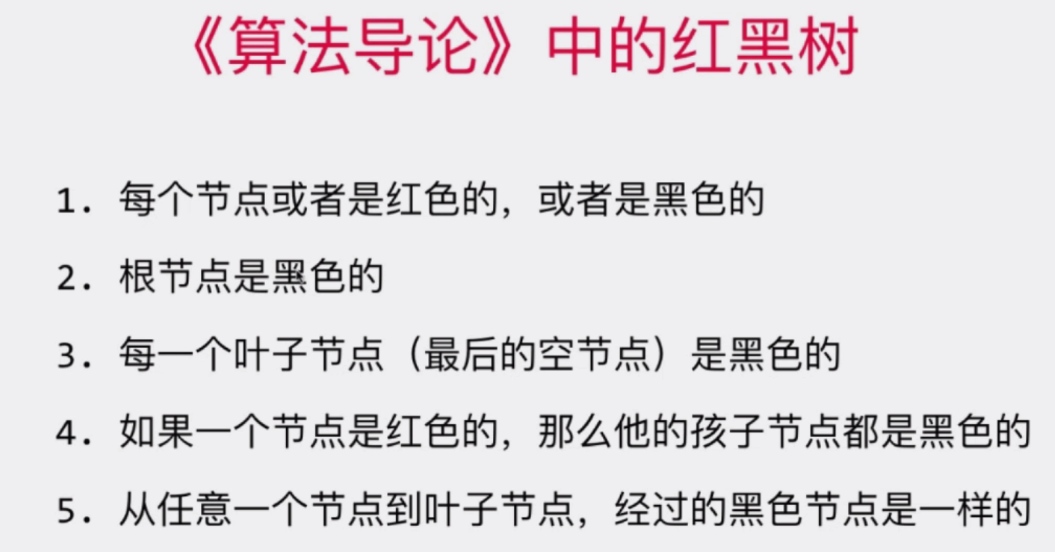 《算法导论》中的红黑树
1. 每个节点或者是红色的，或者是黑色的
2. 根节点是黑色的
3. 每一个叶子节点（最后的空节点）是黑色的
4. 如果一个节点是红色的，那么他的孩子节点都是黑色的
5. 从任意一个节点到叶子节点，经过的黑色节点是一样的